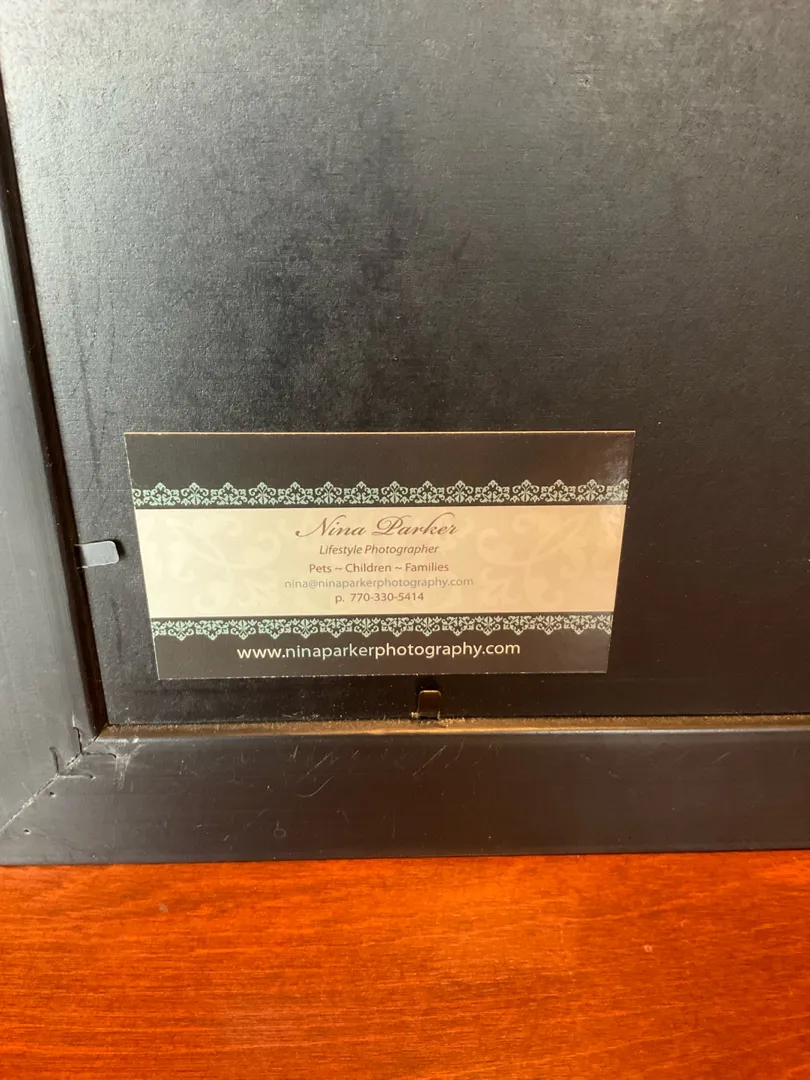 Nina Parker
Lifestyle Photographer
Pets ~ Children ~ Families
nina@ninaparkerphotography.com
p. 770-330-5414
www.ninaparkerphotography.com